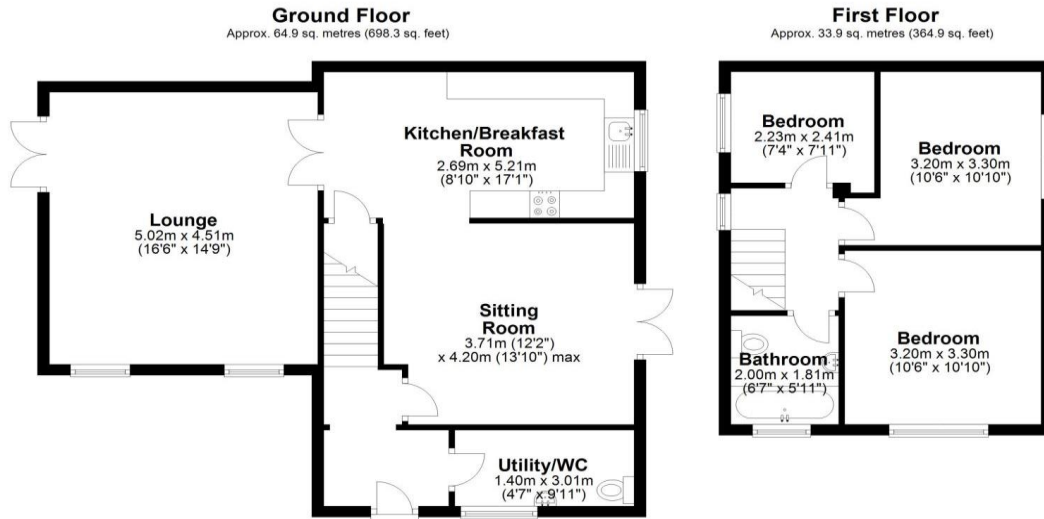 Ground Floor
Approx. 64.9 sq. metres (698.3 sq. feet)
Kitchen/Breakfast
Room
2.69m x 5.21m
(8'10" x 17'1")
Lounge
5.02m x 4.51m
(16'6" x 14'9")
Sitting
Room
3.71m (12'2")
x 4.20m (13'10") max
Utility/WC
1.40m x 3.01m
(4'7" x 9'11")
First Floor
Approx. 33.9 sq. metres (364.9 sq. feet)
Bedroom
2.23m x 2.41m
(7'4" x 7'11")
Bedroom
3.20m x 3.30m
(10'6" x 10'10")
Bedroom
3.20m x 3.30m
(10'6" x 10'10")
Bathroom
2.00m x 1.81m
(6'7" x 5'11")